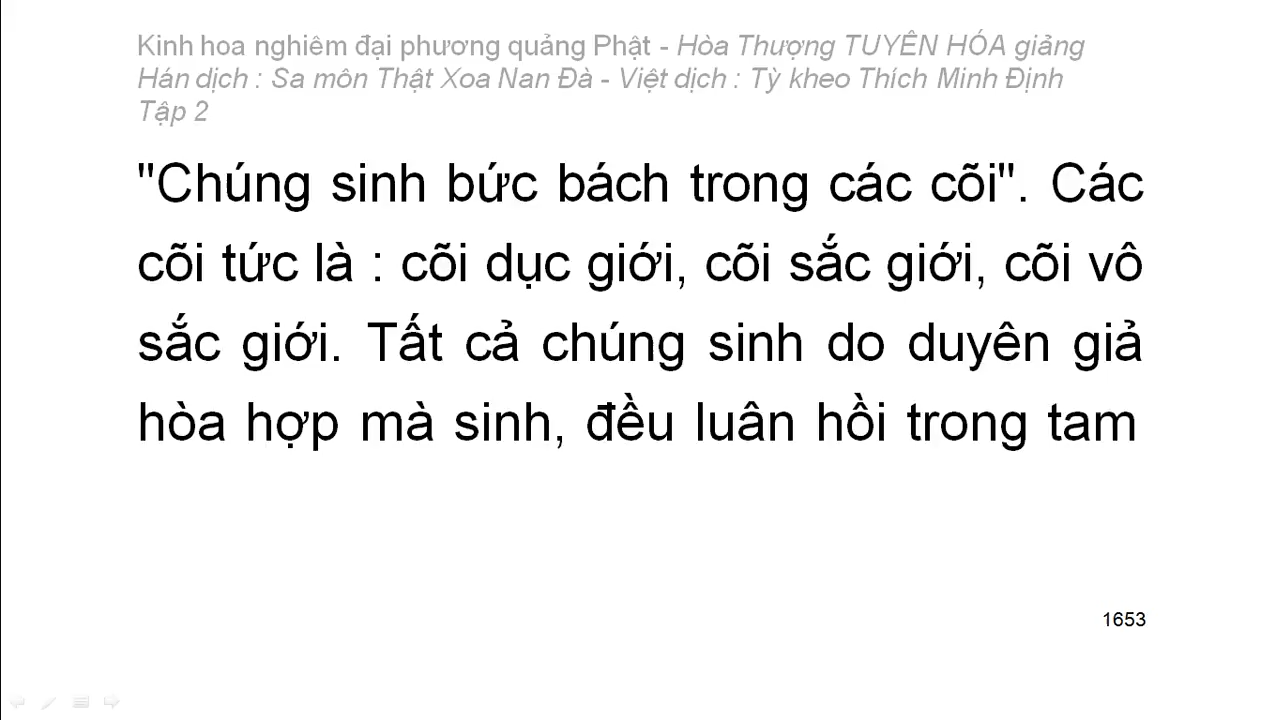 Kinh hoa nghiêm đại phương quảng Phật - Hòa Thượng TUYÊN HÓA giảng
Hán dịch : Sa môn Thật Xoa Nan Đà - Việt dịch : Tỳ kheo Thích Minh Định
Tập 2
"Chúng sinh bức bách trong các cõi". Các
cõi tức là : cõi dục giới, cõi sắc giới, cõi vô
sắc giới. Tất cả chúng sinh do duyên giả
hòa hợp mà sinh, đều luân hồi trong tam
1653